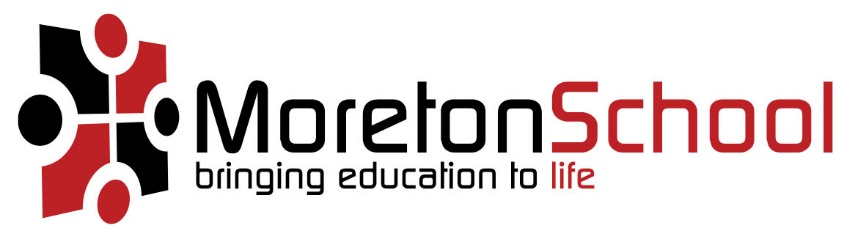 MoretonSchool
bringing education to life